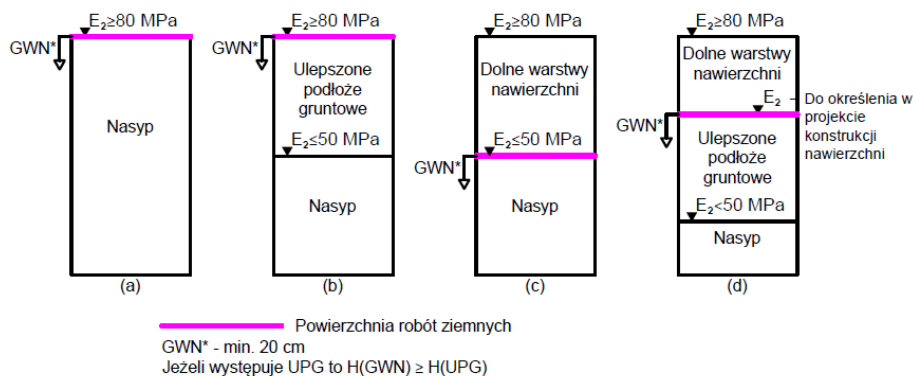 E₂≥80 MPa
GWN*
Nasyp
(a)
E₂≥80 MPa
GWN*
Ulepszone
podłoże
gruntowe
E₂≤50 MPa
Nasyp
(b)
E₂≥80 MPa
Dolne warstwy
nawierzchni
E₂≤50 MPa
GWN*
Nasyp
(c)
E₂≥80 MPa
Dolne warstwy
nawierzchni
E₂ - Do określenia w
projekcie
konstrukcji
nawierzchni
GWN*
Ulepszone
podłoże
gruntowe
E₂<50 MPa
Nasyp
(d)
Powierzchnia robót ziemnych
GWN* - min. 20 cm
Jeżeli występuje UPG to H(GWN) ≥ H(UPG)